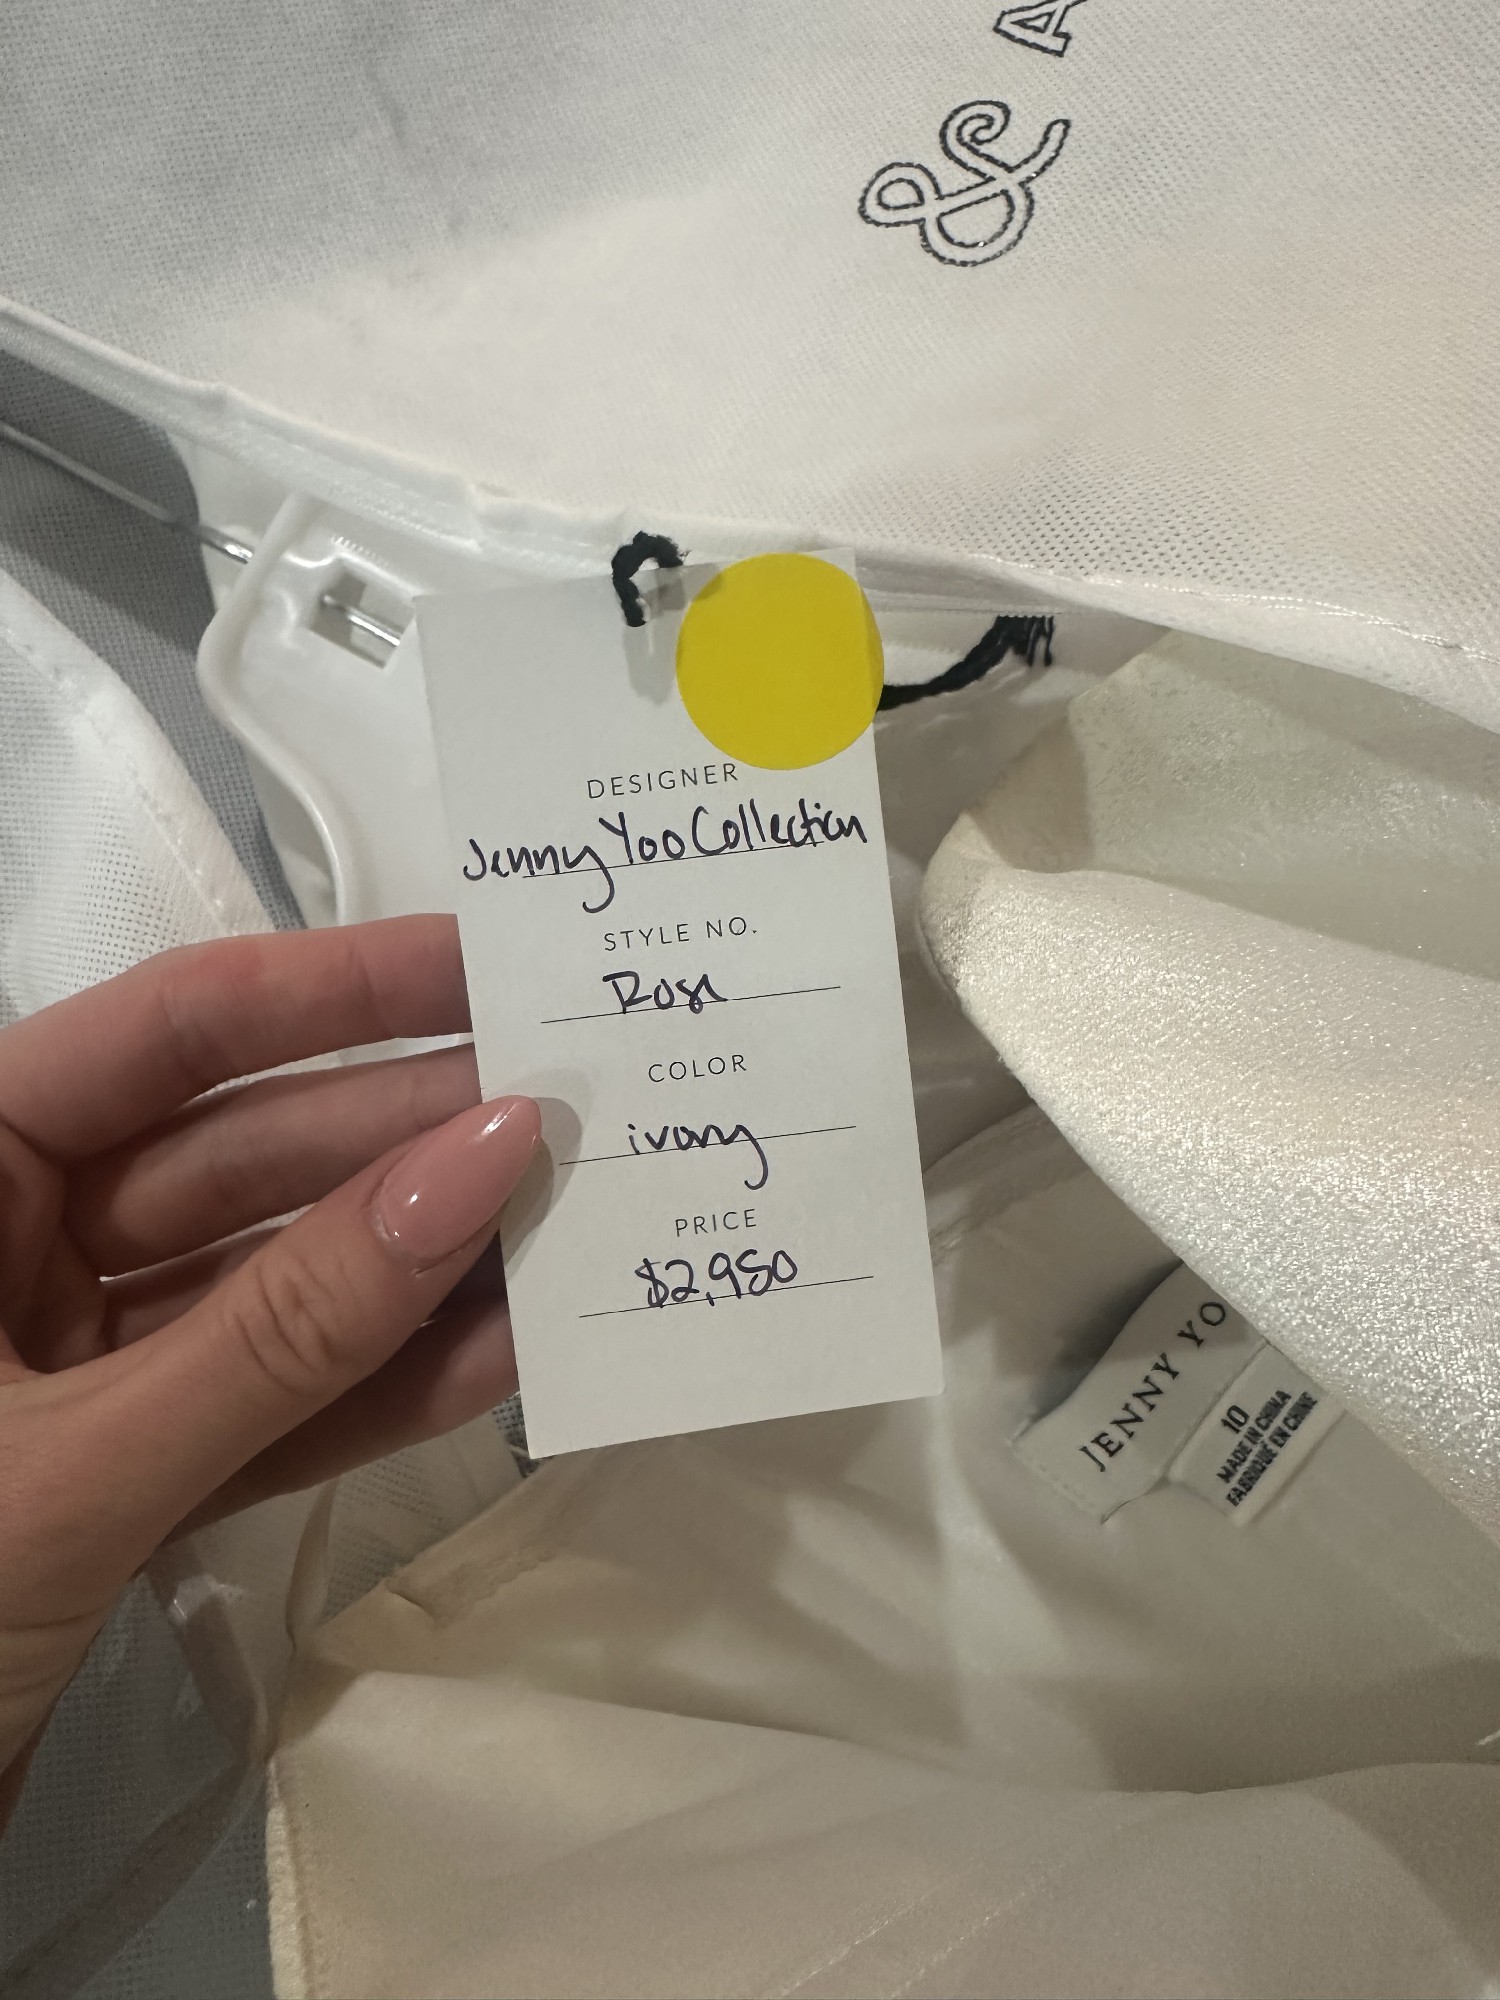 & A
DESIGNER
Jenny Yoo Collection
STYLE NO.
Rose
COLOR
ivory
PRICE
$2,950
JENNY YO
10
MADE IN CHINA
FABRIQUÉ EN CHINE